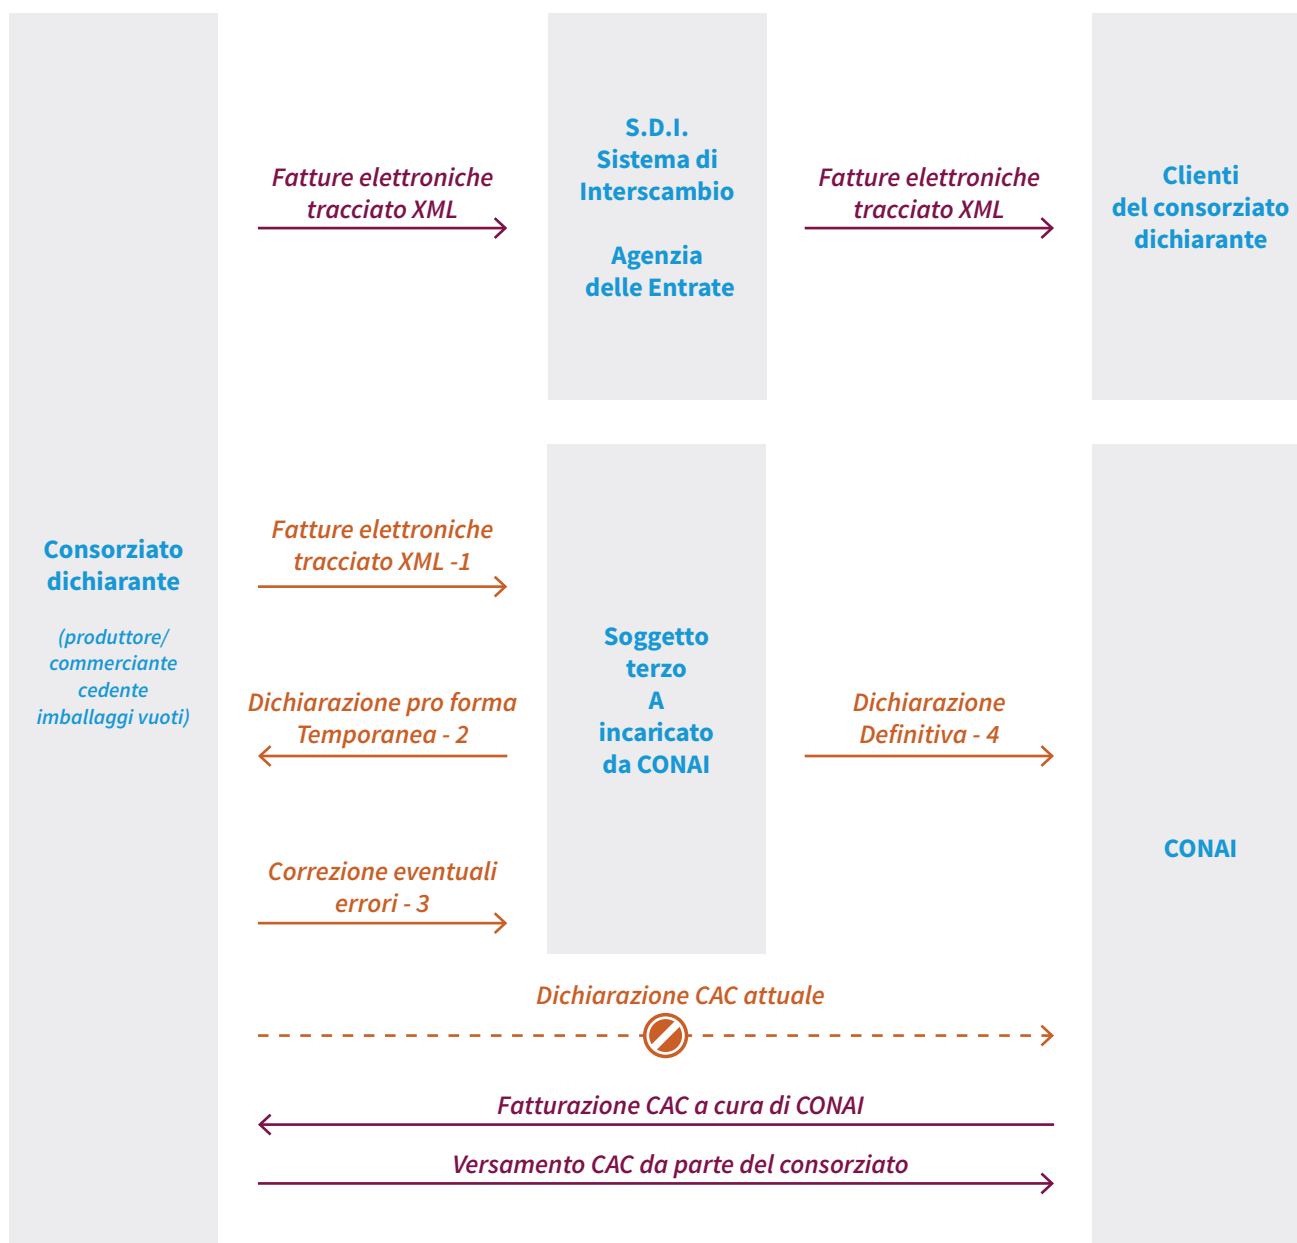 Fatture elettroniche
tracciato XML
S.D.I.
Sistema di
Interscambio
Agenzia
delle Entrate
Fatture elettroniche
tracciato XML
Clienti
del consorziato
dichiarante
Consorziato
dichiarante
(produttore/
commerciante
cedente
imballaggi vuoti)
Fatture elettroniche
tracciato XML -1
Dichiarazione pro forma
Temporanea - 2
Correzione eventuali
errori - 3
Soggetto
terzo
A
incaricato
da CONAI
Dichiarazione
Definitiva - 4
CONAI
Dichiarazione CAC attuale
Fatturazione CAC a cura di CONAI
Versamento CAC da parte del consorziato